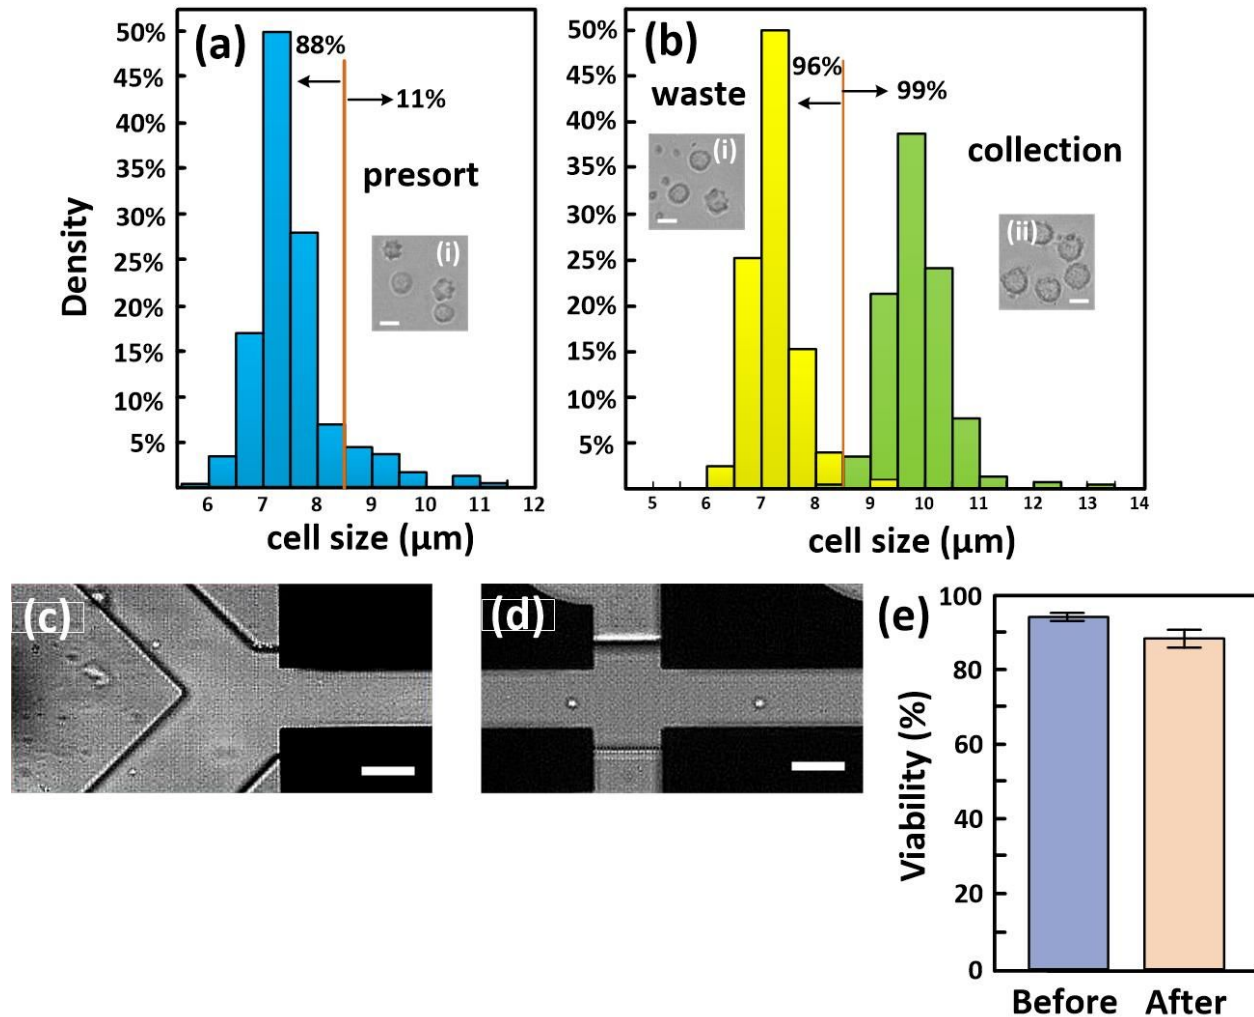 (a)
50%
45%
40%
35%
30%
25%
20%
15%
10%
5%
88%
11%
presort
(i)
Density
6 7 8 9 10 11 12
cell size (µm)
(b)
50%
45%
40%
35%
30%
25%
20%
15%
10%
5%
96%
99%
waste
(i)
collection
(ii)
5 6 7 8 9 10 11 12 13 14
cell size (µm)
(c)
(d)
(e)
100
80
60
40
20
0
Viability (%)
Before After